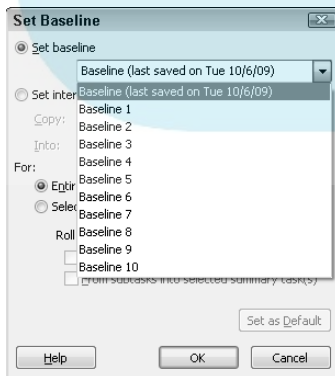 Set Baseline
Set baseline
Baseline (last saved on Tue 10/6/09)
Set inter
Baseline (last saved on Tue 10/6/09)
Baseline 1
Copy:
Baseline 2
Into:
Baseline 3
For:
Baseline 4
Baseline 5
Entir
Baseline 6
Selec
Baseline 7
Roll
Baseline 8
Baseline 9
Baseline 10
From subtasks into selected summary task(s)
Set as Default
Help
OK
Cancel